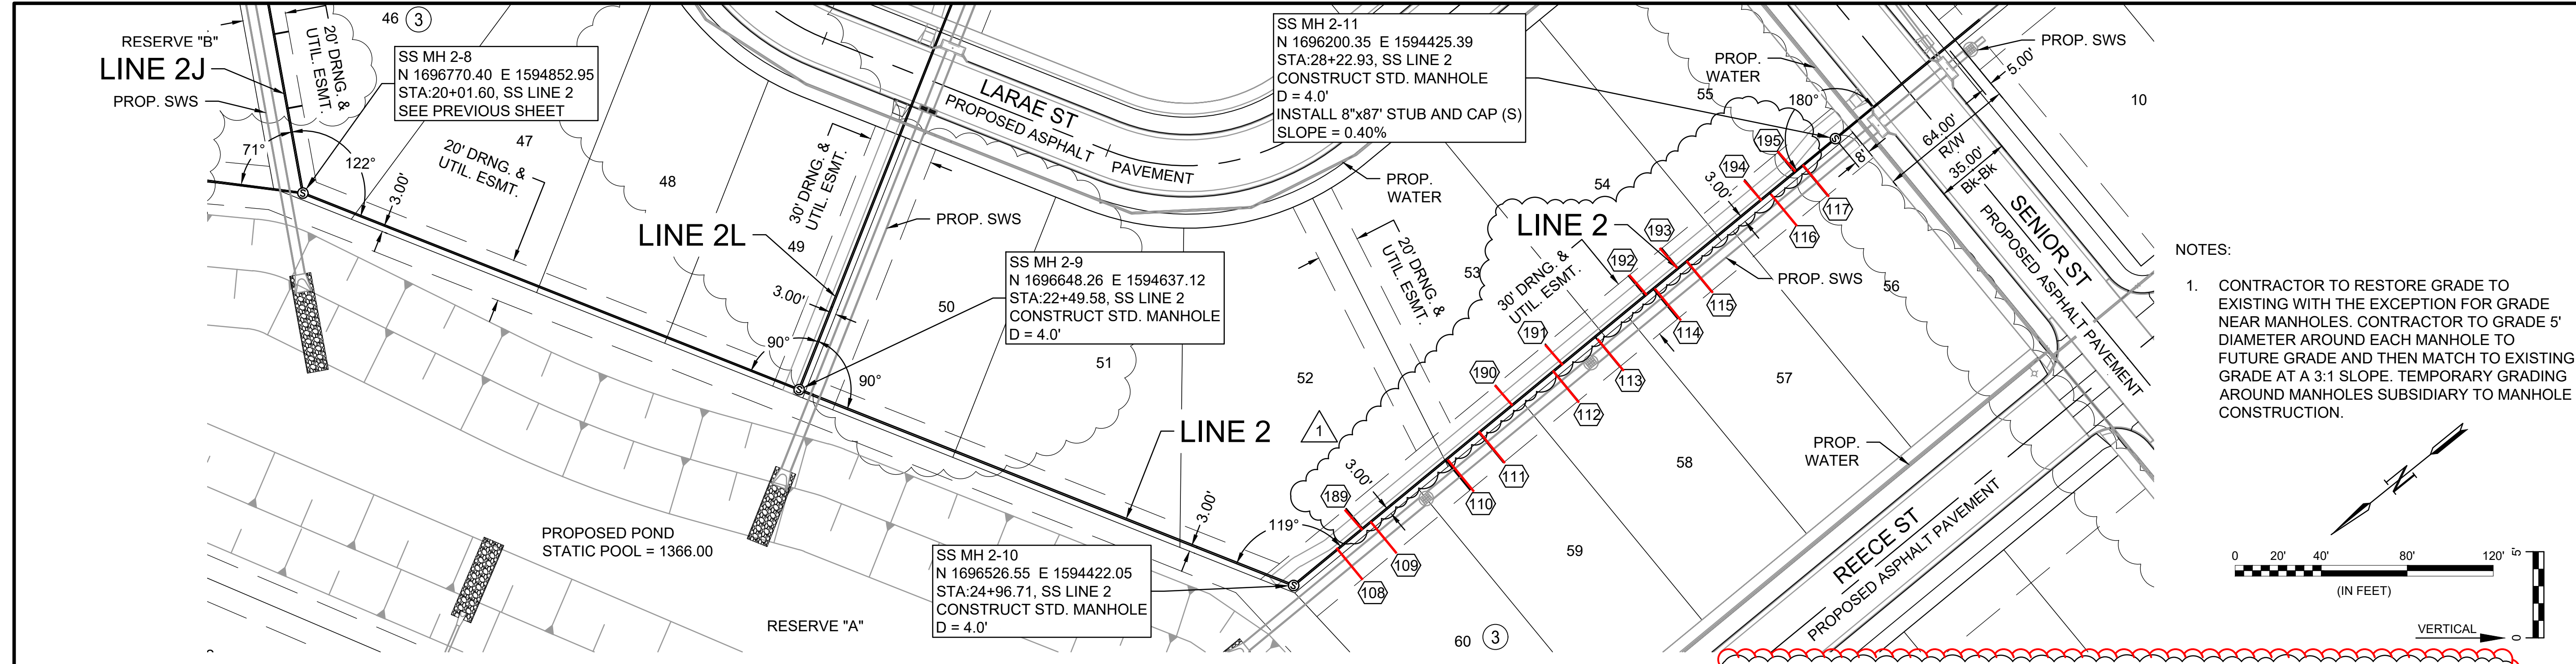 46
3
20' DRNG. &
UTIL. ESMT.
RESERVE "B"
LINE 2J
PROP. SWS
SS MH 2-8
N 1696770.40 E 1594852.95
STA:20+01.60, SS LINE 2
SEE PREVIOUS SHEET
71°
122°
3.00'
20' DRNG. &
UTIL. ESMT.
47
48
LINE 2L
30' DRNG. &
UTIL. ESMT.
49
PROP. SWS
3.00'
90°
90°
50
51
LARAE ST
PROPOSED ASPHALT PAVEMENT
SS MH 2-9
N 1696648.26 E 1594637.12
STA:22+49.58, SS LINE 2
CONSTRUCT STD. MANHOLE
D = 4.0'
SS MH 2-11
N 1696200.35 E 1594425.39
STA:28+22.93, SS LINE 2
CONSTRUCT STD. MANHOLE
D = 4.0'
INSTALL 8"x87' STUB AND CAP (S)
SLOPE = 0.40%
PROP.
WATER
52
20' DRNG. &
UTIL. ESMT.
53
54
55
LINE 2
30' DRNG. &
UTIL. ESMT.
LINE 2
1
3.00'
3.00'
3.00'
119°
189
190
191
192
193
194
195
108
109
110
111
112
113
114
115
116
117
PROP.
WATER
180°
8'
PROP. SWS
5.00'
10
64.00'
R/W
35.00'
Bk-Bk
SENIOR ST
PROPOSED ASPHALT PAVEMENT
PROP. SWS
56
57
58
59
60
3
PROP.
WATER
REECE ST
PROPOSED ASPHALT PAVEMENT
PROPOSED POND
STATIC POOL = 1366.00
RESERVE "A"
SS MH 2-10
N 1696526.55 E 1594422.05
STA:24+96.71, SS LINE 2
CONSTRUCT STD. MANHOLE
D = 4.0'
NOTES:
1. CONTRACTOR TO RESTORE GRADE TO
EXISTING WITH THE EXCEPTION FOR GRADE
NEAR MANHOLES. CONTRACTOR TO GRADE 5'
DIAMETER AROUND EACH MANHOLE TO
FUTURE GRADE AND THEN MATCH TO EXISTING
GRADE AT A 3:1 SLOPE. TEMPORARY GRADING
AROUND MANHOLES SUBSIDIARY TO MANHOLE
CONSTRUCTION.
N
0 20' 40' 80' 120'
(IN FEET)
5'
0
VERTICAL